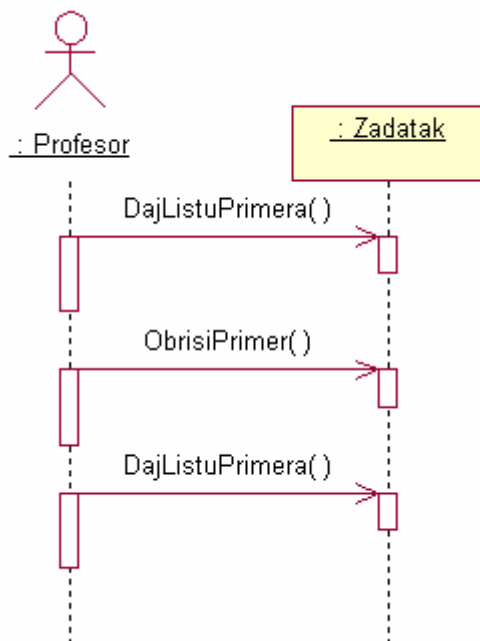 : Profesor
: Zadatak
DajListuPrimera( )
ObrisiPrimer( )
DajListuPrimera( )